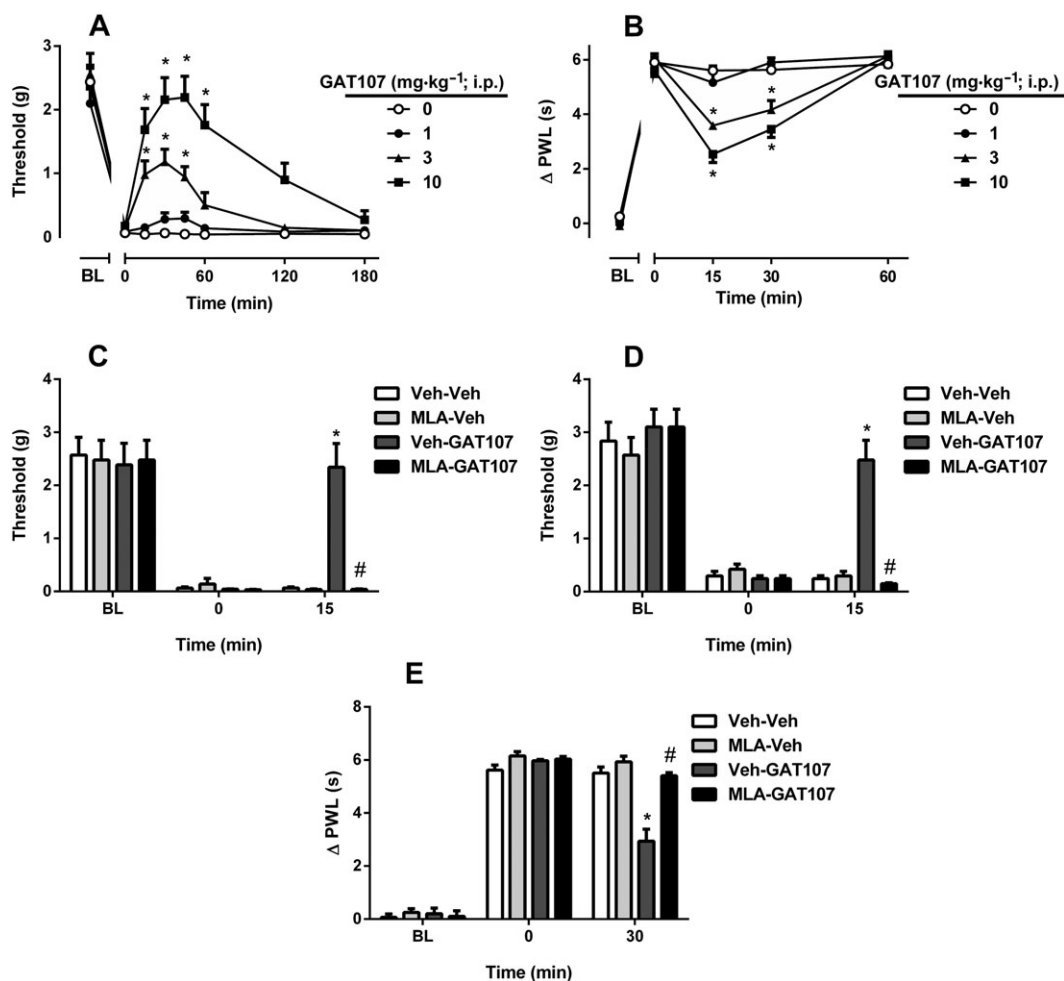 A
Threshold (g)
3
2
1
0
BL
0
60
120
180
Time (min)
GAT107 (mg·kg⁻¹; i.p.)
0
1
3
10
* * * *
* * *
B
Δ PWL (s)
6
4
2
0
BL
0
15
30
60
Time (min)
GAT107 (mg·kg⁻¹; i.p.)
0
1
3
10
* *
* *
C
Threshold (g)
4
3
2
1
0
BL
0
15
Time (min)
Veh-Veh
MLA-Veh
Veh-GAT107
MLA-GAT107
*
#
D
Threshold (g)
4
3
2
1
0
BL
0
15
Time (min)
Veh-Veh
MLA-Veh
Veh-GAT107
MLA-GAT107
*
#
E
Δ PWL (s)
8
6
4
2
0
BL
0
30
Time (min)
Veh-Veh
MLA-Veh
Veh-GAT107
MLA-GAT107
#
*